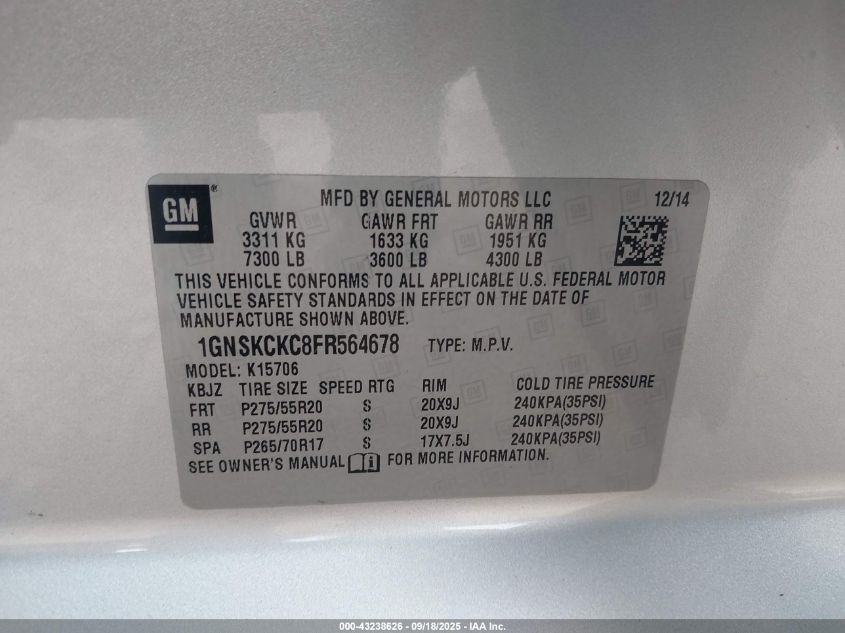 GM ®
MFD BY GENERAL MOTORS LLC 12/14
GVWR GAWR FRT GAWR RR
3311 KG 1633 KG 1951 KG
7300 LB 3600 LB 4300 LB
THIS VEHICLE CONFORMS TO ALL APPLICABLE U.S. FEDERAL MOTOR
VEHICLE SAFETY STANDARDS IN EFFECT ON THE DATE OF
MANUFACTURE SHOWN ABOVE.
1GNSKCKC8FR564678 TYPE: M.P.V.
MODEL: K15706
KBJZ TIRE SIZE SPEED RTG RIM COLD TIRE PRESSURE
FRT P275/55R20 S 20X9J 240KPA(35PSI)
RR P275/55R20 S 20X9J 240KPA(35PSI)
SPA P265/70R17 S 17X7.5J 240KPA(35PSI)
SEE OWNER'S MANUAL i FOR MORE INFORMATION.
000-43238626 - 09/18/2025 - IAA Inc.